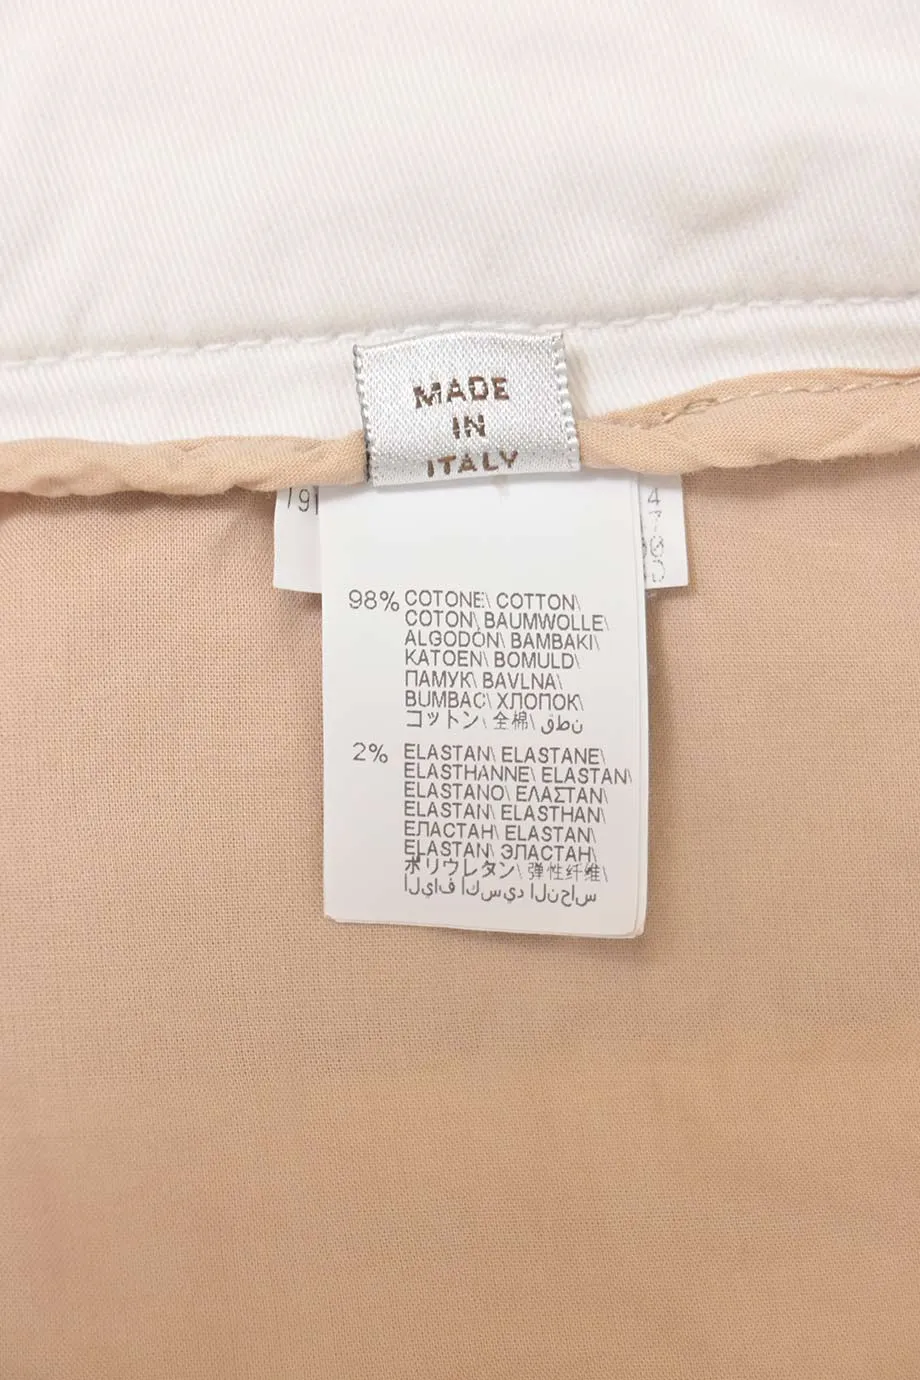 MADE
IN
ITALY
98% COTONE\ COTTON\
COTON\ BAUMWOLLE\
ALGODÓN\ BAMBAKI\
KATOEN\ BOMULD\
ПАМУК\ BAVLNA\
BUMBAC\ ХЛОПОК\
コットン\ 全棉\ قطن
2% ELASTAN\ ELASTANE\
ELASTHANNE\ ELASTAN\
ELASTANO\ ΕΛΑΣΤΑΝ\
ELASTAN\ ELASTHAN\
ЕЛАСТАН\ ELASTAN\
ELASTAN\ ЭЛАСТАН\
ポリウレタン\ 弹性纤维\
الياف اكسيد النحاس